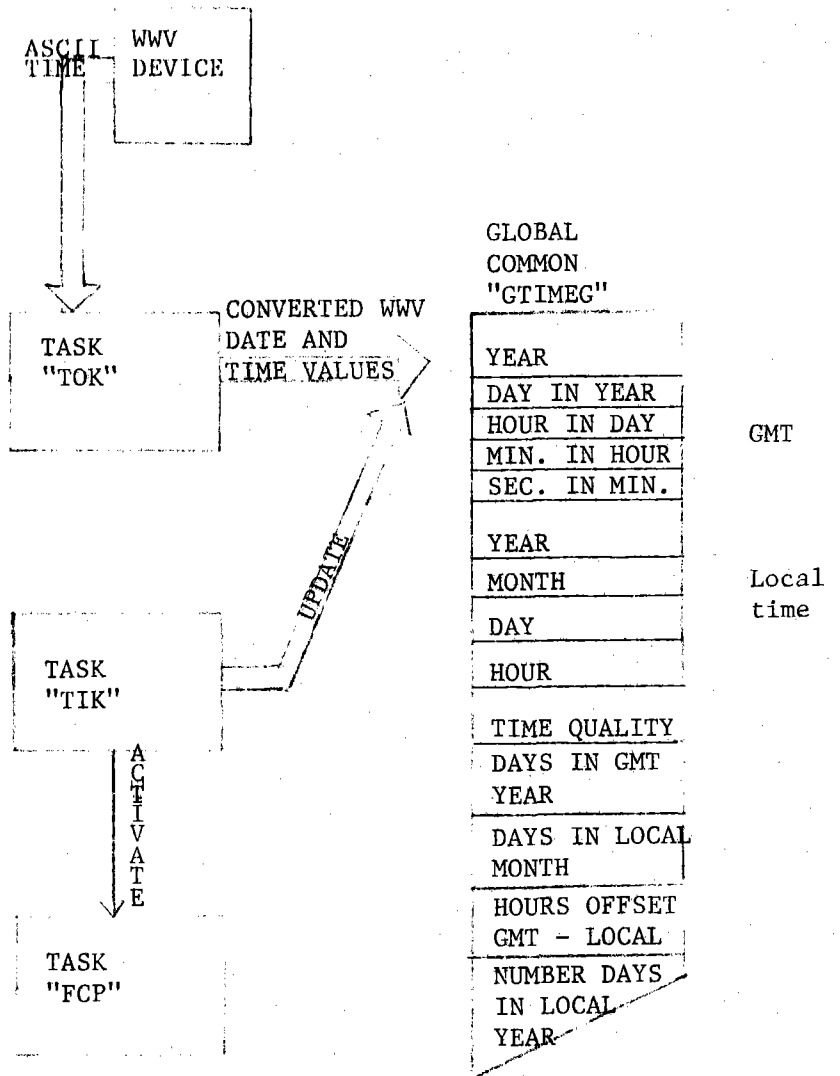 ASCII
TIME
WWV
DEVICE
TASK
"TOK"
CONVERTED WWV
DATE AND
TIME VALUES
UPDATE
TASK
"TIK"
ACTIVATE
TASK
"FCP"
GLOBAL
COMMON
"GTIMEG"
YEAR
DAY IN YEAR
HOUR IN DAY
MIN. IN HOUR
SEC. IN MIN.
GMT
YEAR
MONTH
DAY
HOUR
Local
time
TIME QUALITY
DAYS IN GMT
YEAR
DAYS IN LOCAL
MONTH
HOURS OFFSET
GMT - LOCAL
NUMBER DAYS
IN LOCAL
YEAR